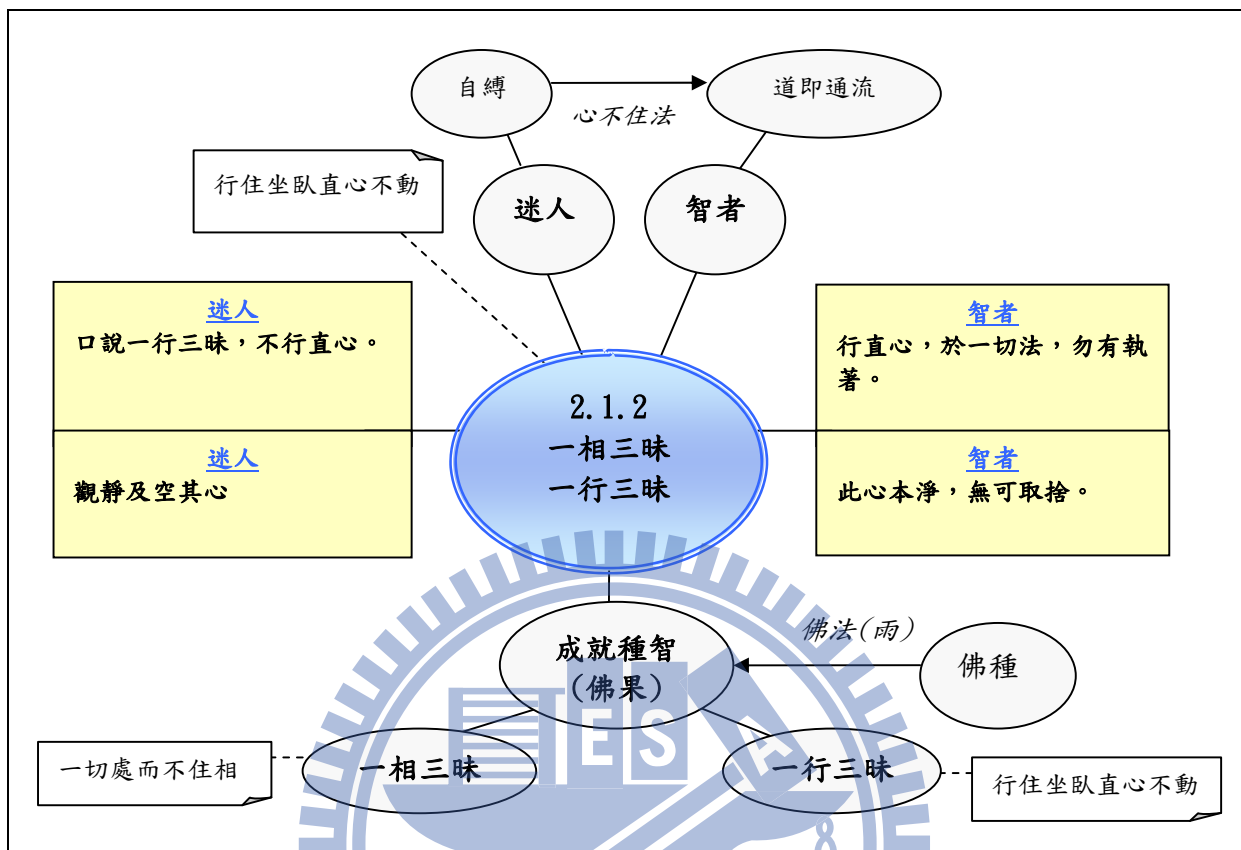 自縛
道即通流
心不住法
行住坐臥直心不動
迷人
智者
迷人
口說一行三昧，不行直心。
智者
行直心，於一切法，勿有執
著。
2.1.2
一相三昧
一行三昧
迷人
觀靜及空其心
智者
此心本淨，無可取捨。
成就種智
(佛果)
佛法(雨)
佛種
一切處而不住相
一相三昧
一行三昧
行住坐臥直心不動
ES
A